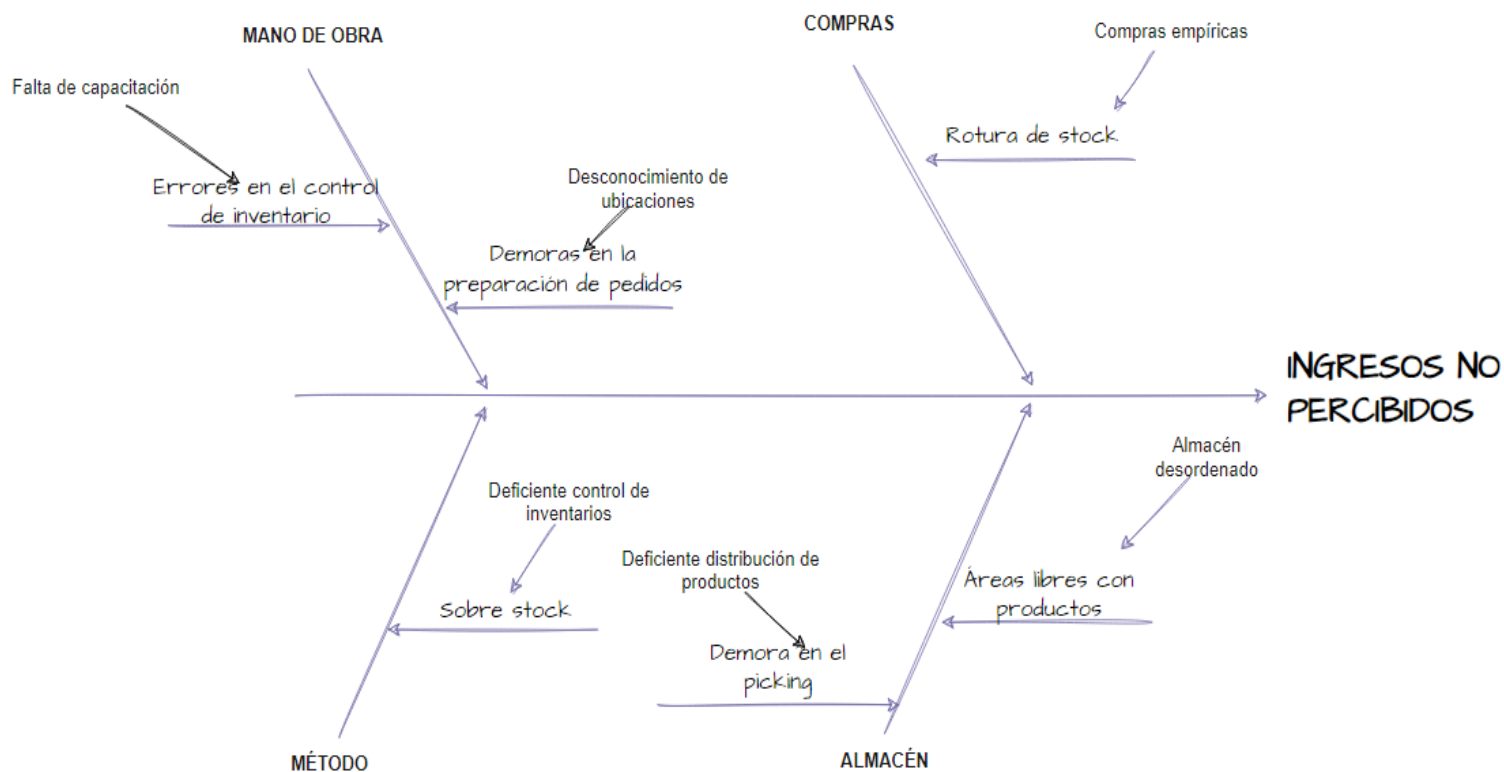 MANO DE OBRA
COMPRAS
Compras empíricas
Falta de capacitación
Rotura de stock
Errores en el control
de inventario
Desconocimiento de
ubicaciones
Demoras en la
preparación de pedidos
INGRESOS NO
PERCIBIDOS
Almacén
desordenado
Deficiente control de
inventarios
Deficiente distribución de
productos
Áreas libres con
productos
Sobre stock
Demora en el
picking
MÉTODO
ALMACÉN